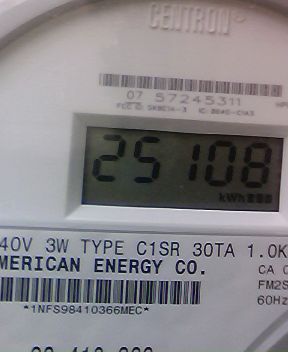 CENTRON
07 57245311
25108
kWh
40V 3W TYPE C1SR 30TA 1.0K
MERICAN ENERGY CO.
CA
FM2S
60Hz
*1NFS98410366MEC*